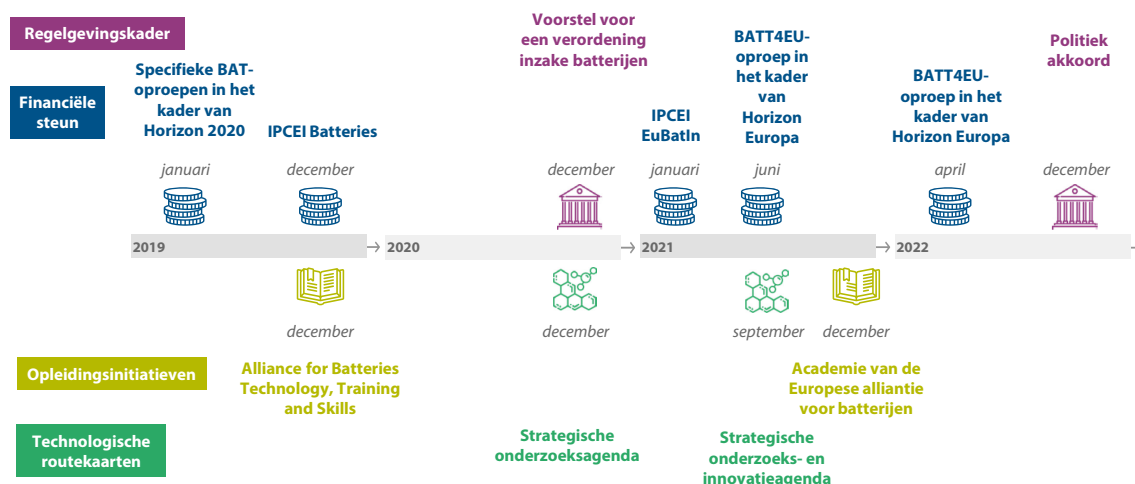 Regelgevingskader
Financiële
steun
Specifieke BAT-
oproepen in het
kader van
Horizon 2020
januari
IPCEI Batteries
december
Voorstel voor
een verordening
inzake batterijen
december
IPCEI
EuBatIn
januari
BATT4EU-
oproep in
het kader
van
Horizon
Europa
juni
BATT4EU-
oproep in het
kader van
Horizon Europa
april
Politiek
akkoord
december
2019
2020
2021
2022
december
december
september
december
Opleidingsinitiatieven
Alliance for Batteries
Technology, Training
and Skills
Academie van de
Europese alliantie
voor batterijen
Technologische
routekaarten
Strategische
onderzoeksagenda
Strategische
onderzoeks- en
innovatieagenda